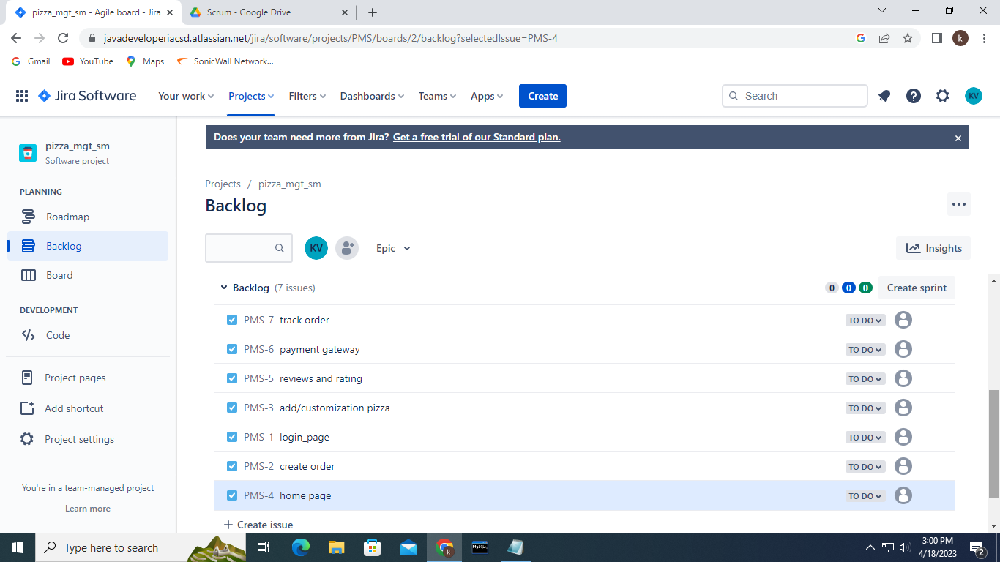 pizza_mgt_sm - Agile board - Jira
Scrum - Google Drive
javadeveloperiacsd.atlassian.net/jira/software/projects/PMS/boards/2/backlog?selectedIssue=PMS-4
k
Gmail
YouTube
Maps
SonicWall Network...
Jira Software
Your work
Projects
Filters
Dashboards
Teams
Apps
Create
Search
KV
pizza_mgt_sm
Software project
PLANNING
Roadmap
Backlog
Board
DEVELOPMENT
Code
Project pages
Add shortcut
Project settings
You're in a team-managed project
Learn more
Does your team need more from Jira? Get a free trial of our Standard plan.
Projects / pizza_mgt_sm
Backlog
KV
Epic
Insights
Backlog (7 issues)
0 0 0
Create sprint
PMS-7 track order TO DO
PMS-6 payment gateway TO DO
PMS-5 reviews and rating TO DO
PMS-3 add/customization pizza TO DO
PMS-1 login_page TO DO
PMS-2 create order TO DO
PMS-4 home page TO DO
+ Create issue
Type here to search
k
MySQL
3:00 PM
4/18/2023
2